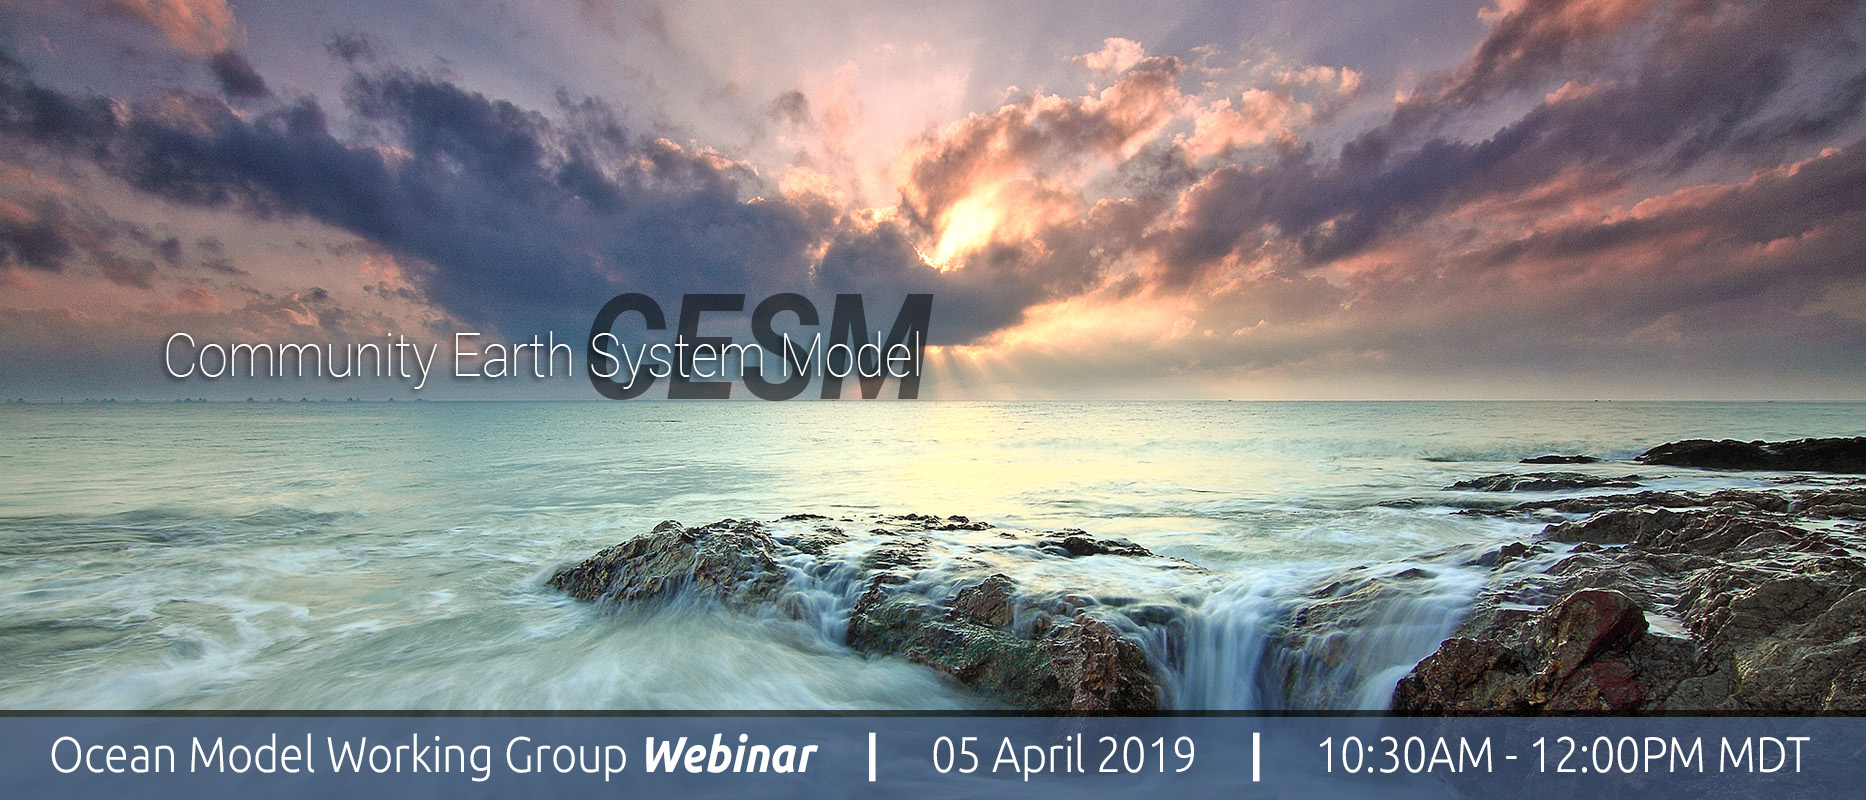 CESM
Community Earth System Model
Ocean Model Working Group Webinar | 05 April 2019 | 10:30AM - 12:00PM MDT